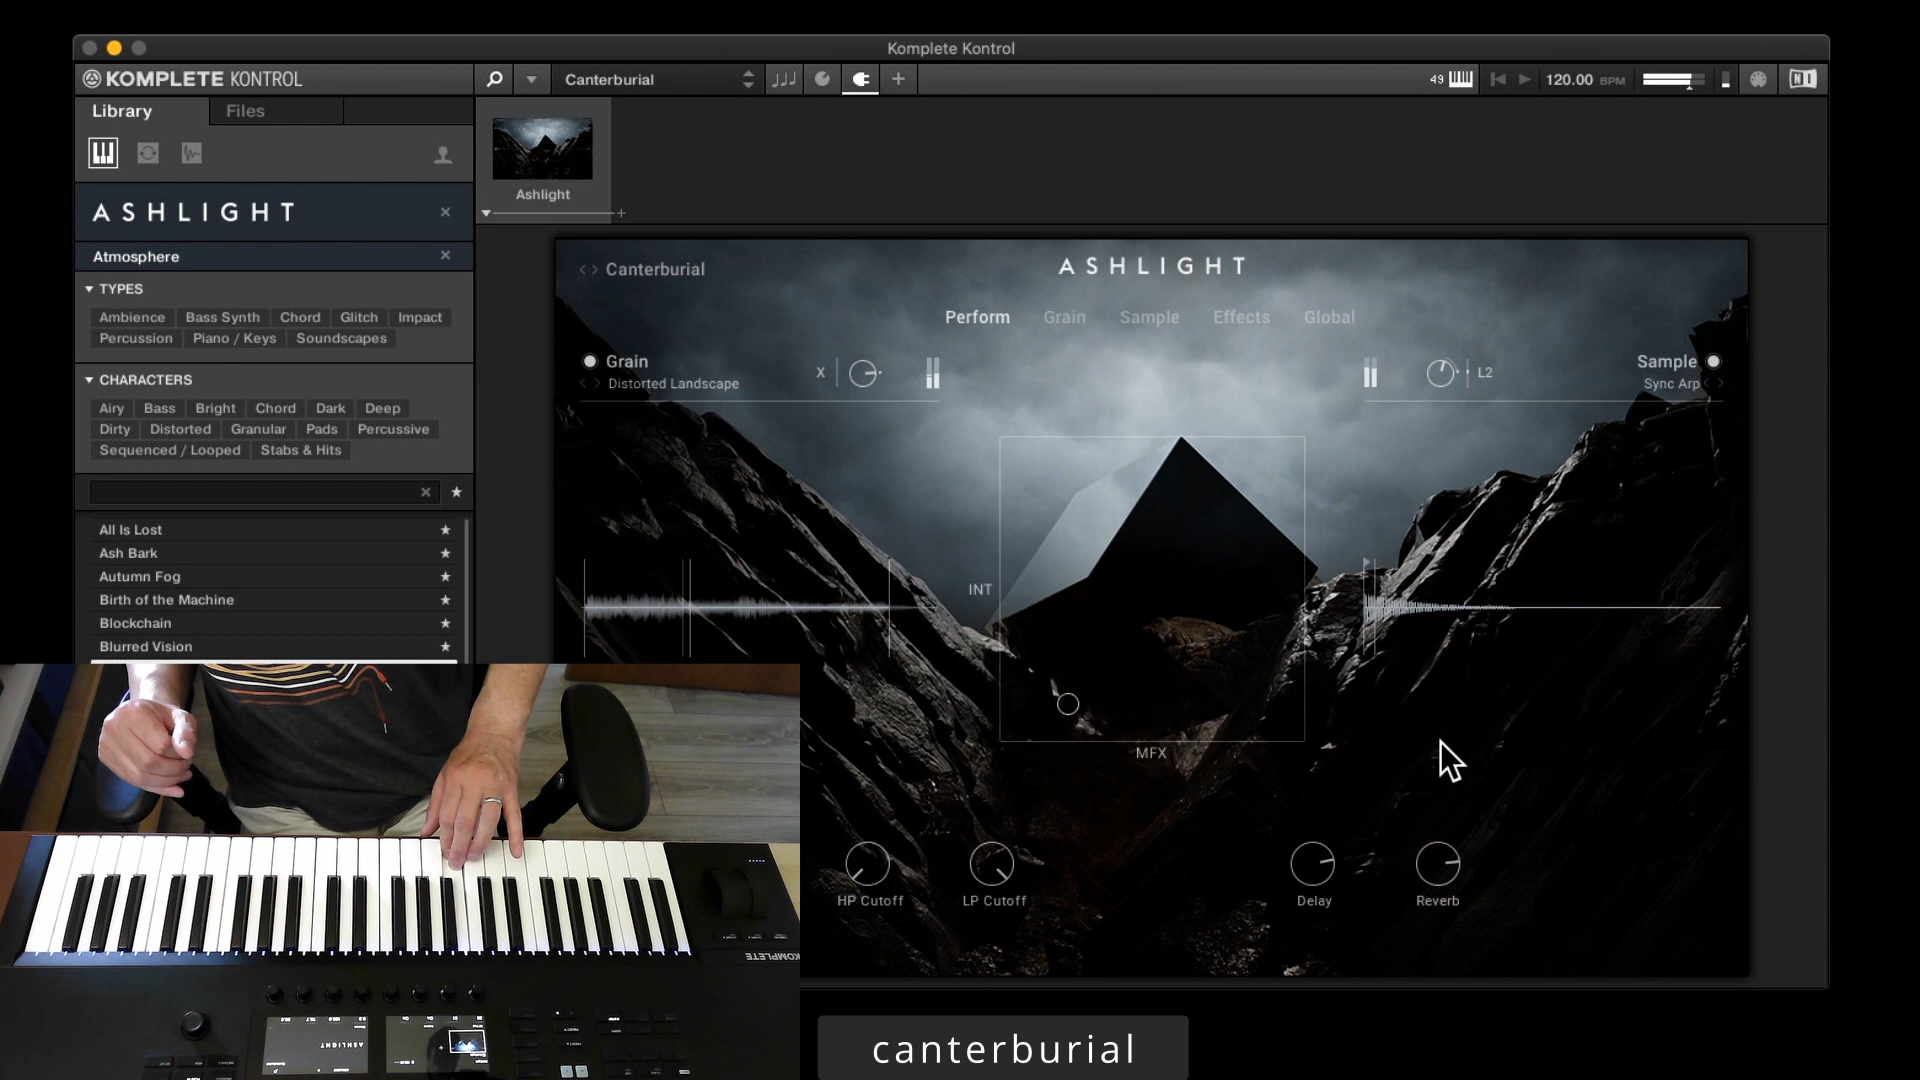 Komplete Kontrol
KOMPLETE KONTROL
Canterburial
49
120.00 BPM
NI
Library
Files
ASHLIGHT
Atmosphere
TYPES
Ambience Bass Synth Chord Glitch Impact
Percussion Piano / Keys Soundscapes
CHARACTERS
Airy Bass Bright Chord Dark Deep
Dirty Distorted Granular Pads Percussive
Sequenced / Looped Stabs & Hits
All Is Lost
Ash Bark
Autumn Fog
Birth of the Machine
Blockchain
Blurred Vision
Ashlight
Canterburial
ASHLIGHT
Perform Grain Sample Effects Global
Grain
Distorted Landscape
X
L2
Sample
Sync Arp
INT
MFX
HP Cutoff
LP Cutoff
Delay
Reverb
KOMPLETE
ASHLIGHT
canterburial